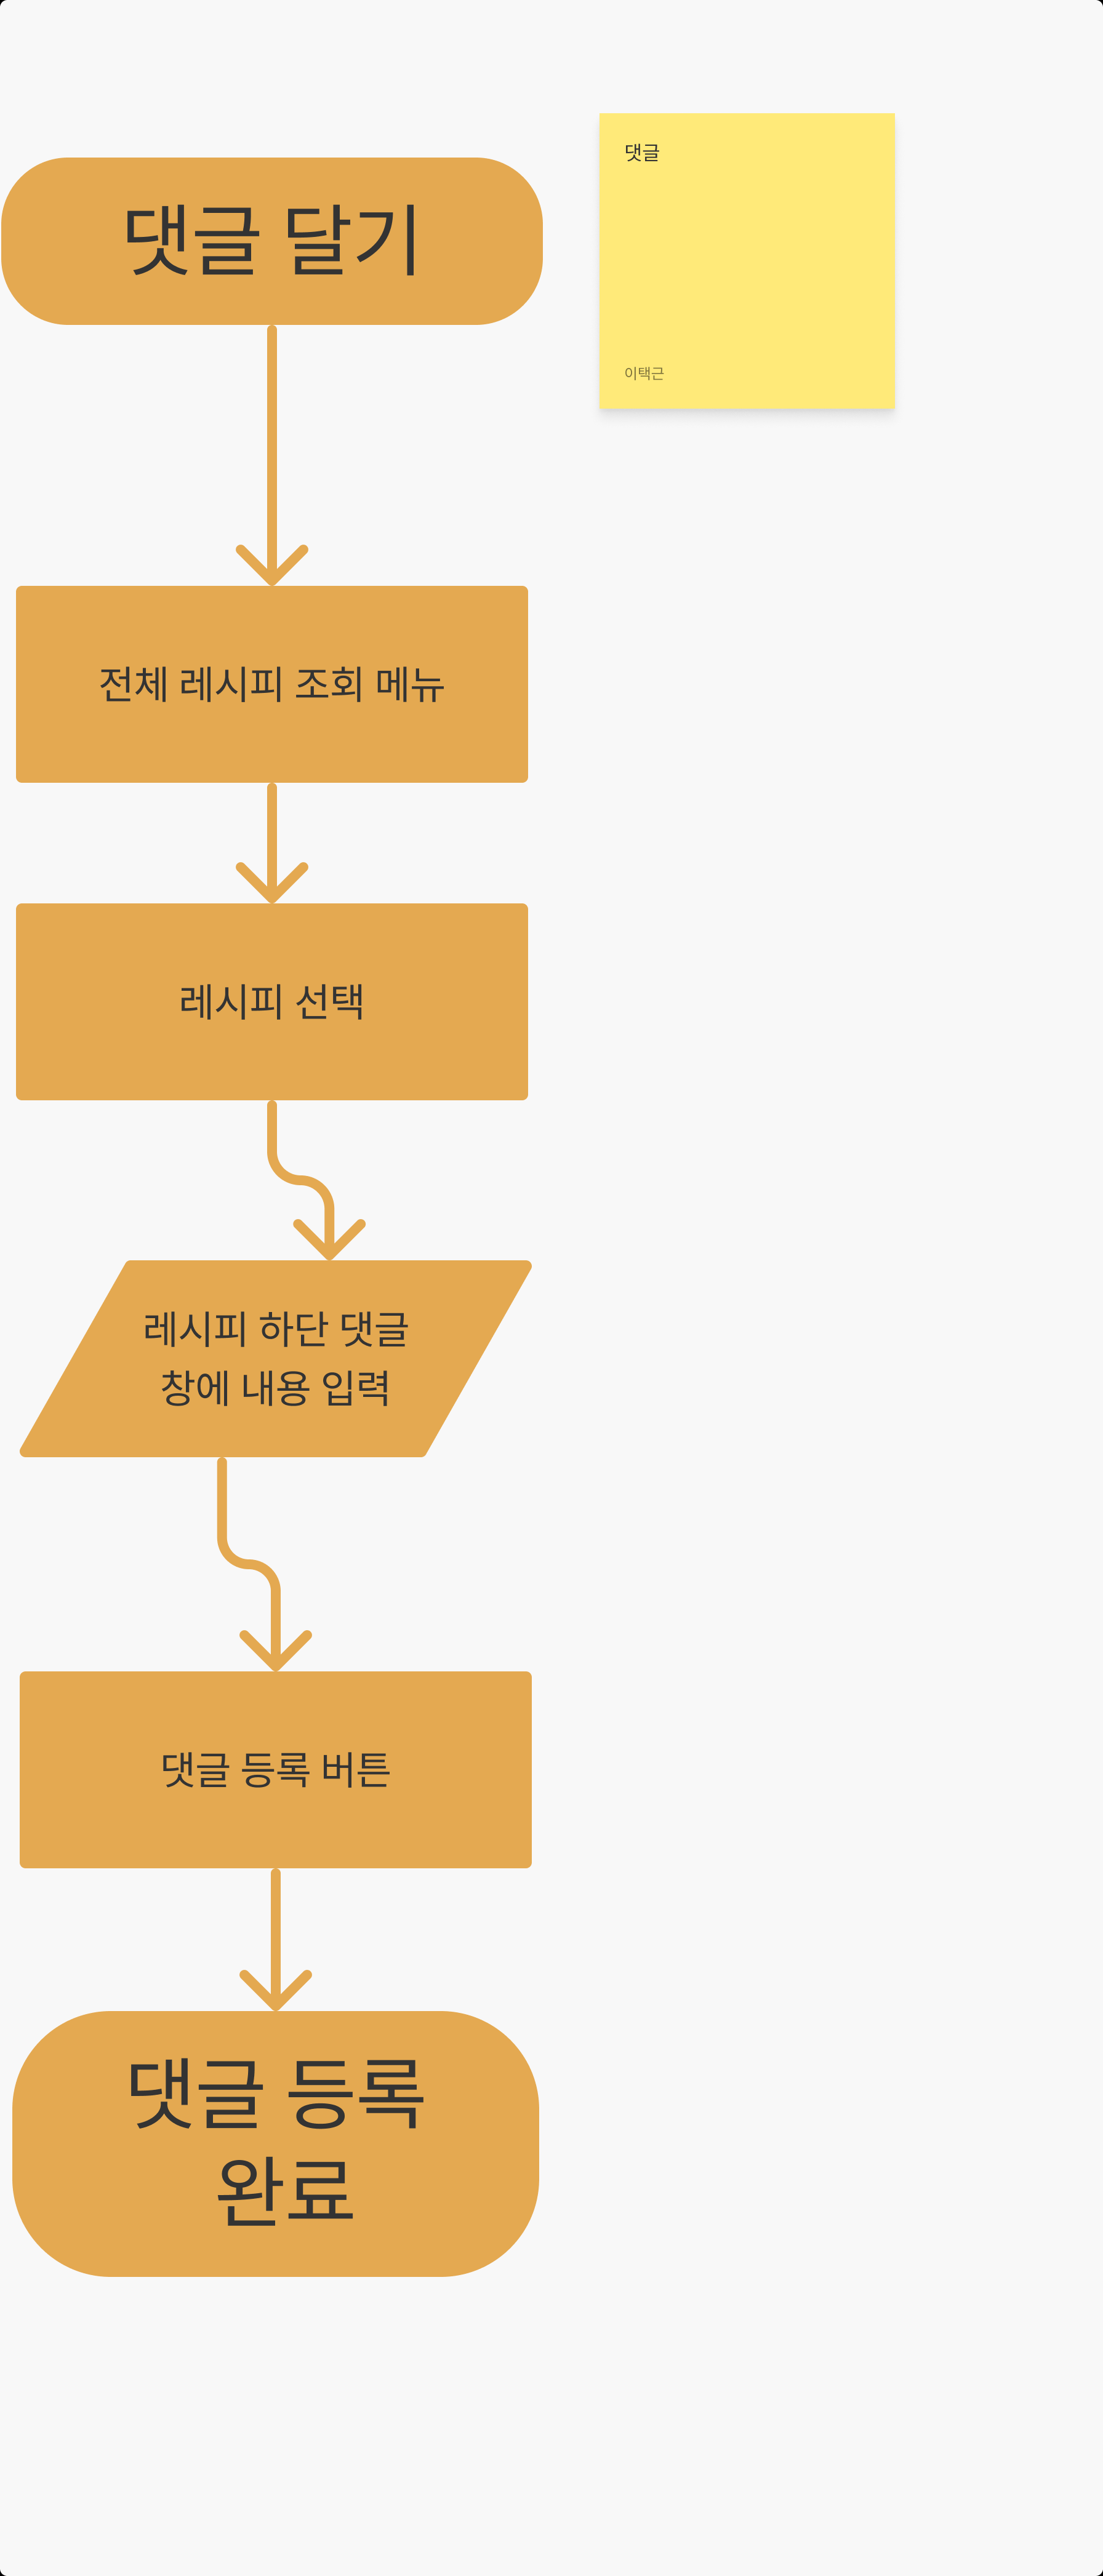 댓글 달기
댓글
이택근
전체 레시피 조회 메뉴
레시피 선택
레시피 하단 댓글
창에 내용 입력
댓글 등록 버튼
댓글 등록
완료